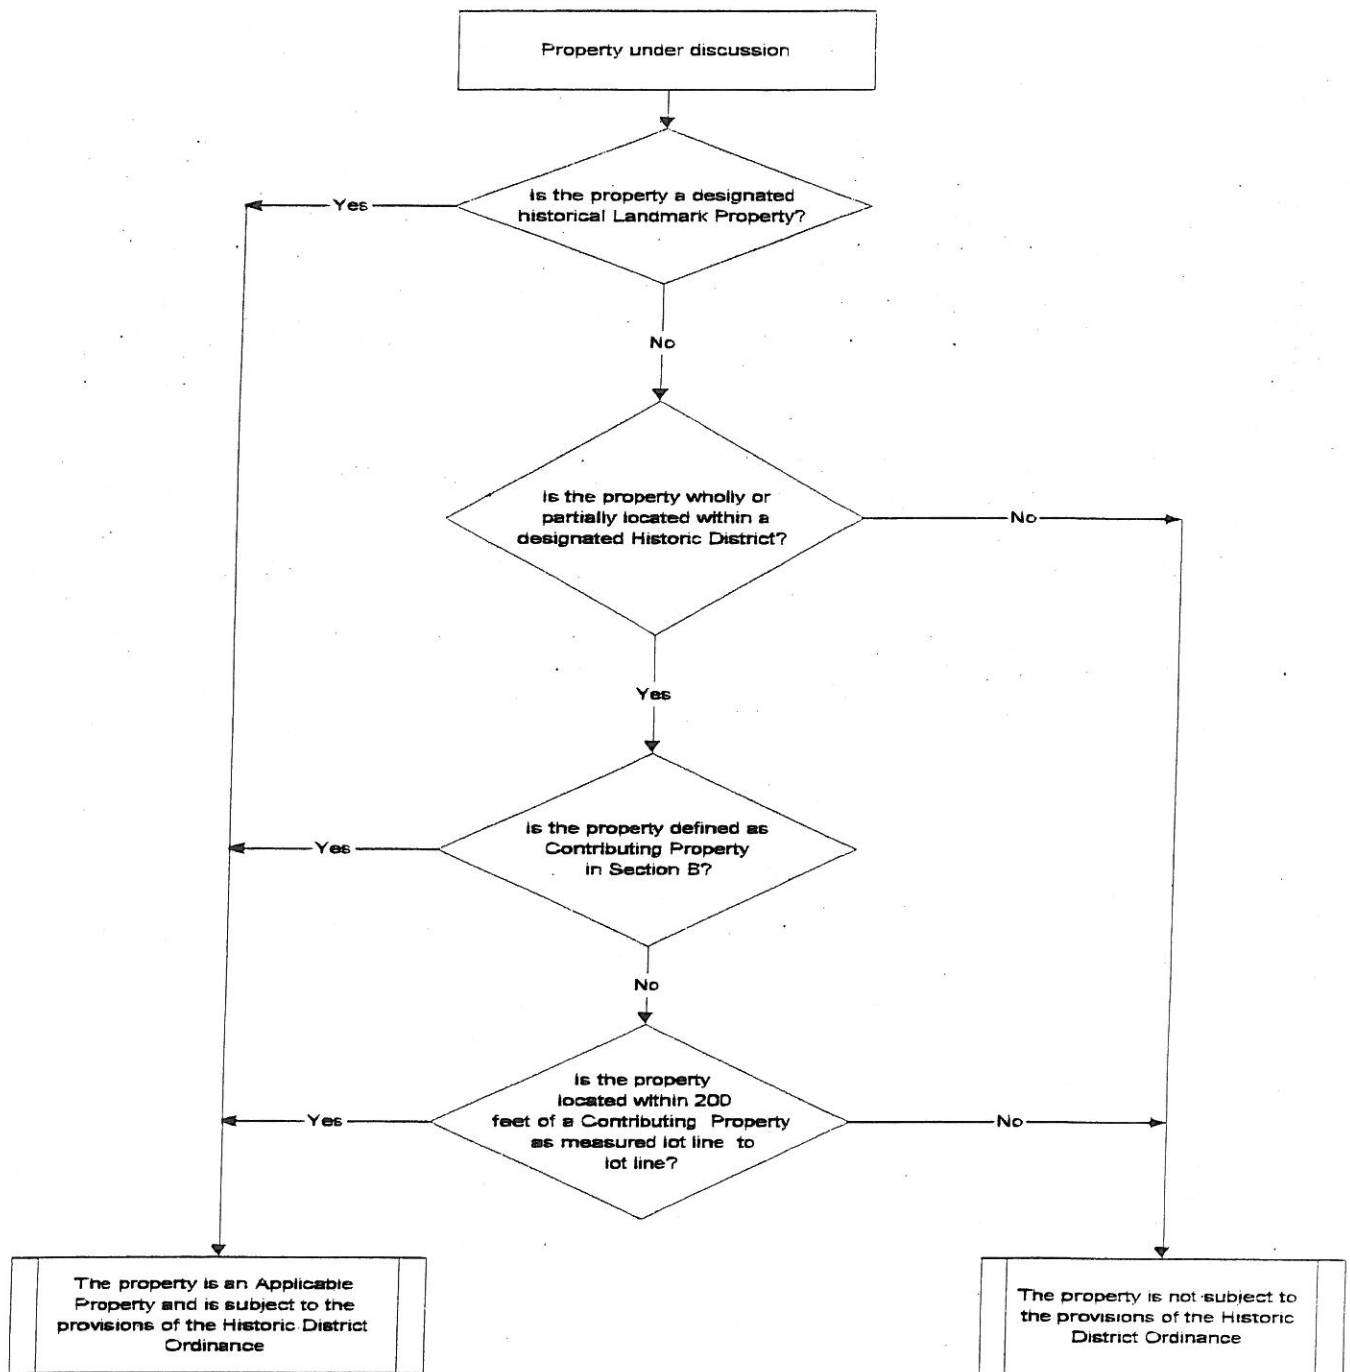 Property under discussion
Is the property a designated
historical Landmark Property?
Yes
No
Is the property wholly or
partially located within a
designated Historic District?
No
Yes
Is the property defined as
Contributing Property
in Section B?
Yes
No
Is the property
located within 200
feet of a Contributing Property
as measured lot line to
lot line?
Yes
No
The property is an Applicable
Property and is subject to the
provisions of the Historic District
Ordinance
The property is not subject to
the provisions of the Historic
District Ordinance